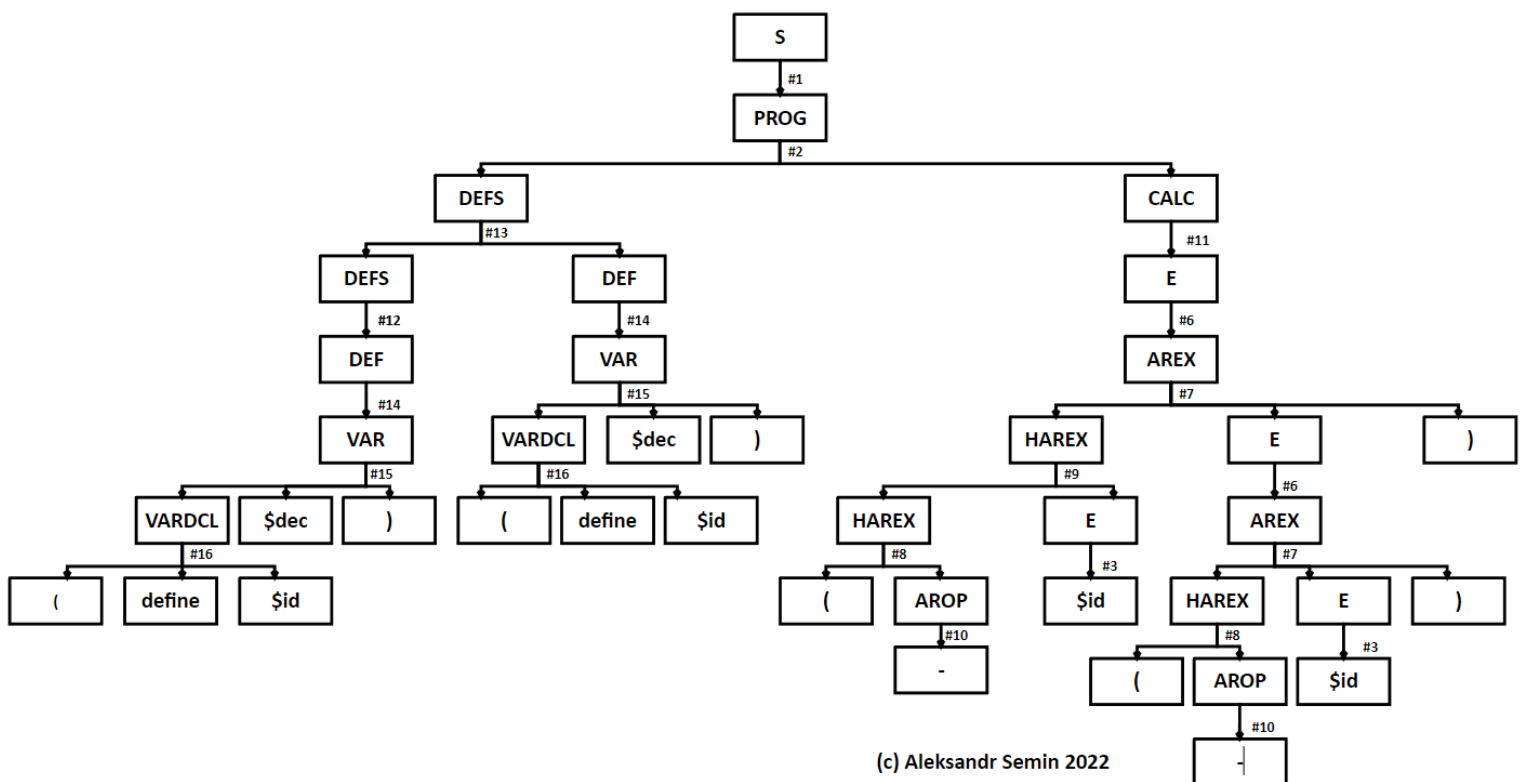 S
#1
PROG
#2
DEFS CALC
#13 #11
DEFS DEF E
#12 #14 #6
DEF VAR AREX
#14 #15 #7
VAR VARDCL $dec ) HAREX E )
#15 #16 #9 #6
VARDCL $dec ) ( define $id HAREX E AREX
#16 #8 #3 #7
( define $id ( AROP $id HAREX E )
#10 #8 #3
- ( AROP $id
#10
(c) Aleksandr Semin 2022 -